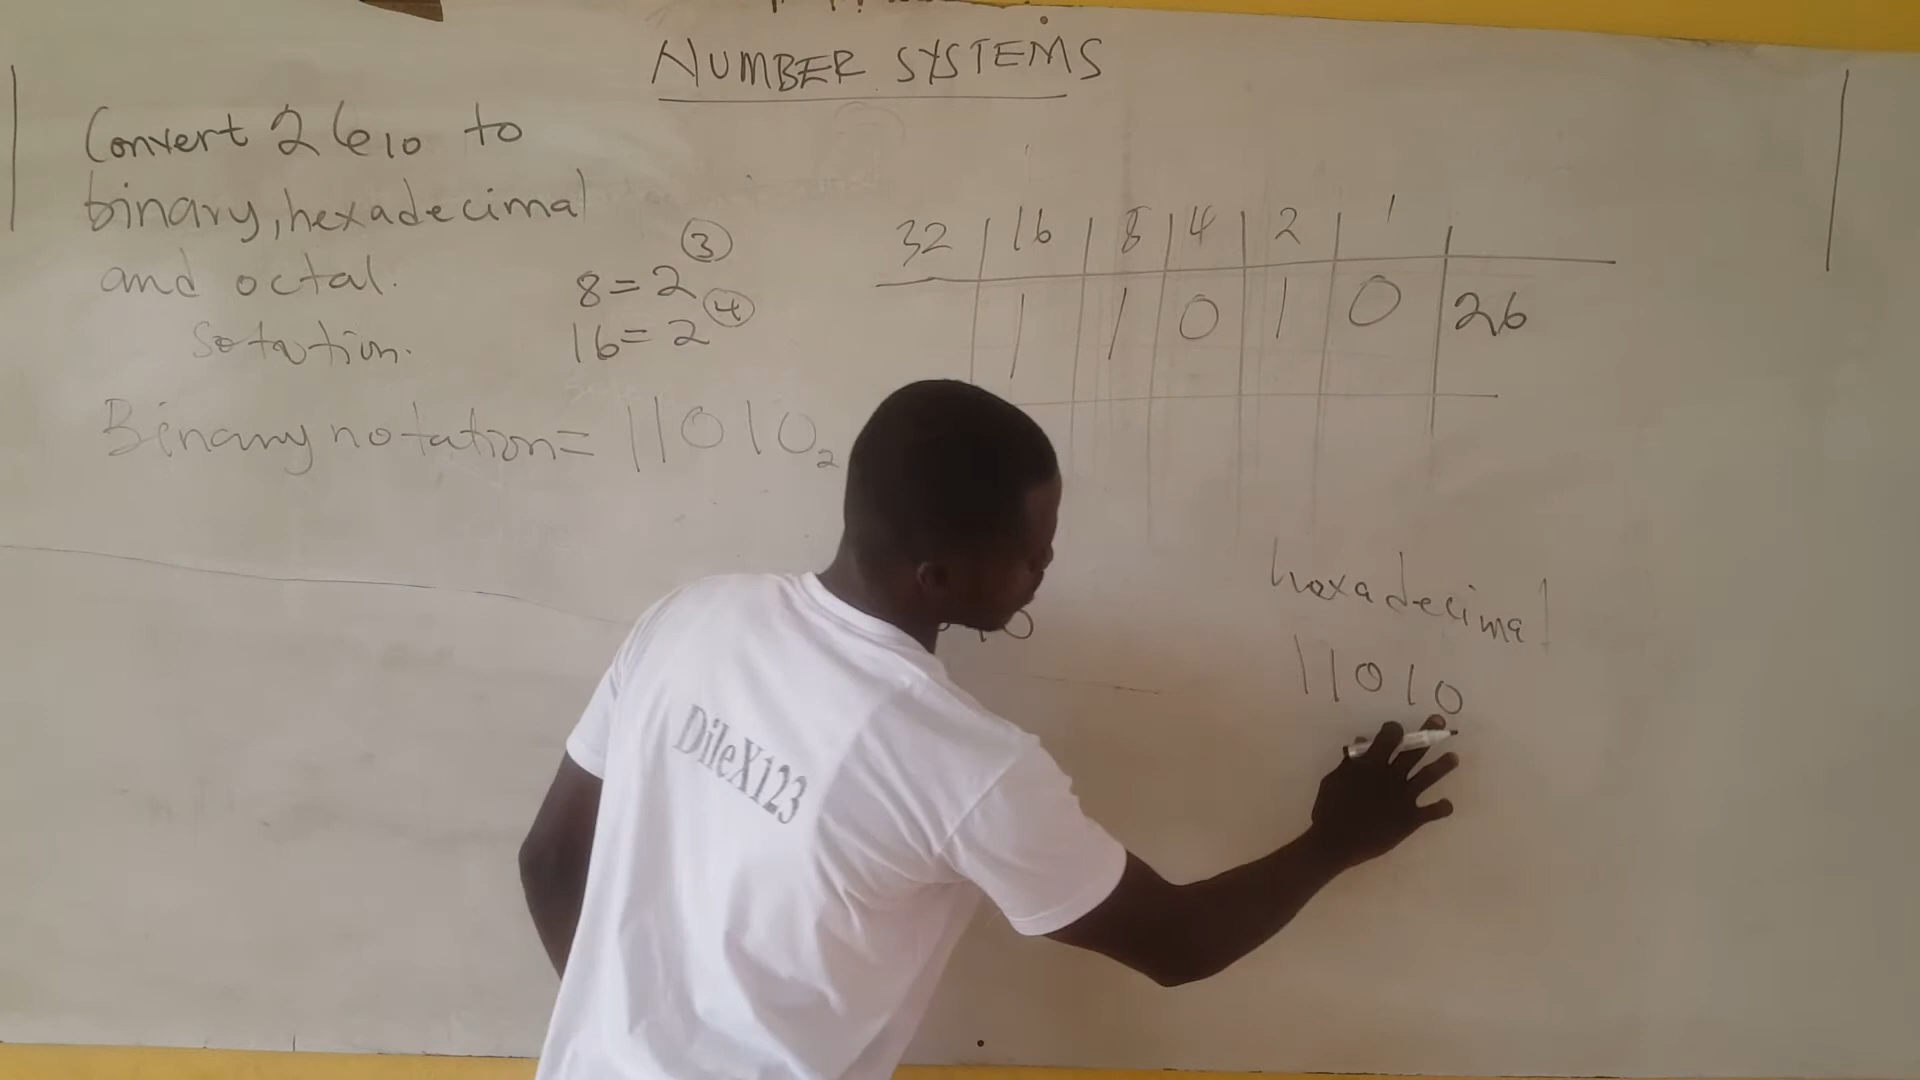 NUMBER SYSTEMS
Convert 26₁₀ to
binary, hexadecimal
and octal.
Sotution.
8=2³
16=2⁴
Binary notation = 11010₂
32 | 16 | 8 | 4 | 2 | 1
1 | 1 | 0 | 1 | 0 | 26
hexadecimal
11010
DileX123